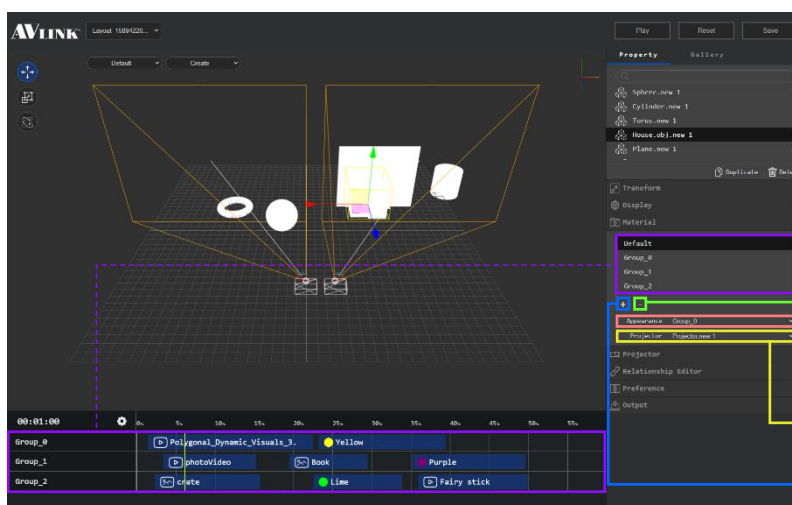 AVLINK
Layout 15894220...
Play
Reset
Save
Default
Create
Property
Gallery
Sphere.new 1
Cylinder.new 1
Torus.new 1
House.obj.new 1
Plane.new 1
Duplicate
Dele
Transform
Display
Material
Default
Group_0
Group_1
Group_2
+ -
Appearance Group_0
Projector Projector.new 1
Projector
Relationship Editor
Preference
Output
00:01:00
0s 5s 10s 15s 20s 25s 30s 35s 40s 45s 50s 55s
Group_0 Polygonal_Dynamic_Visuals_3. Yellow
Group_1 photoVideo Book Purple
Group_2 crate Lime Fairy stick